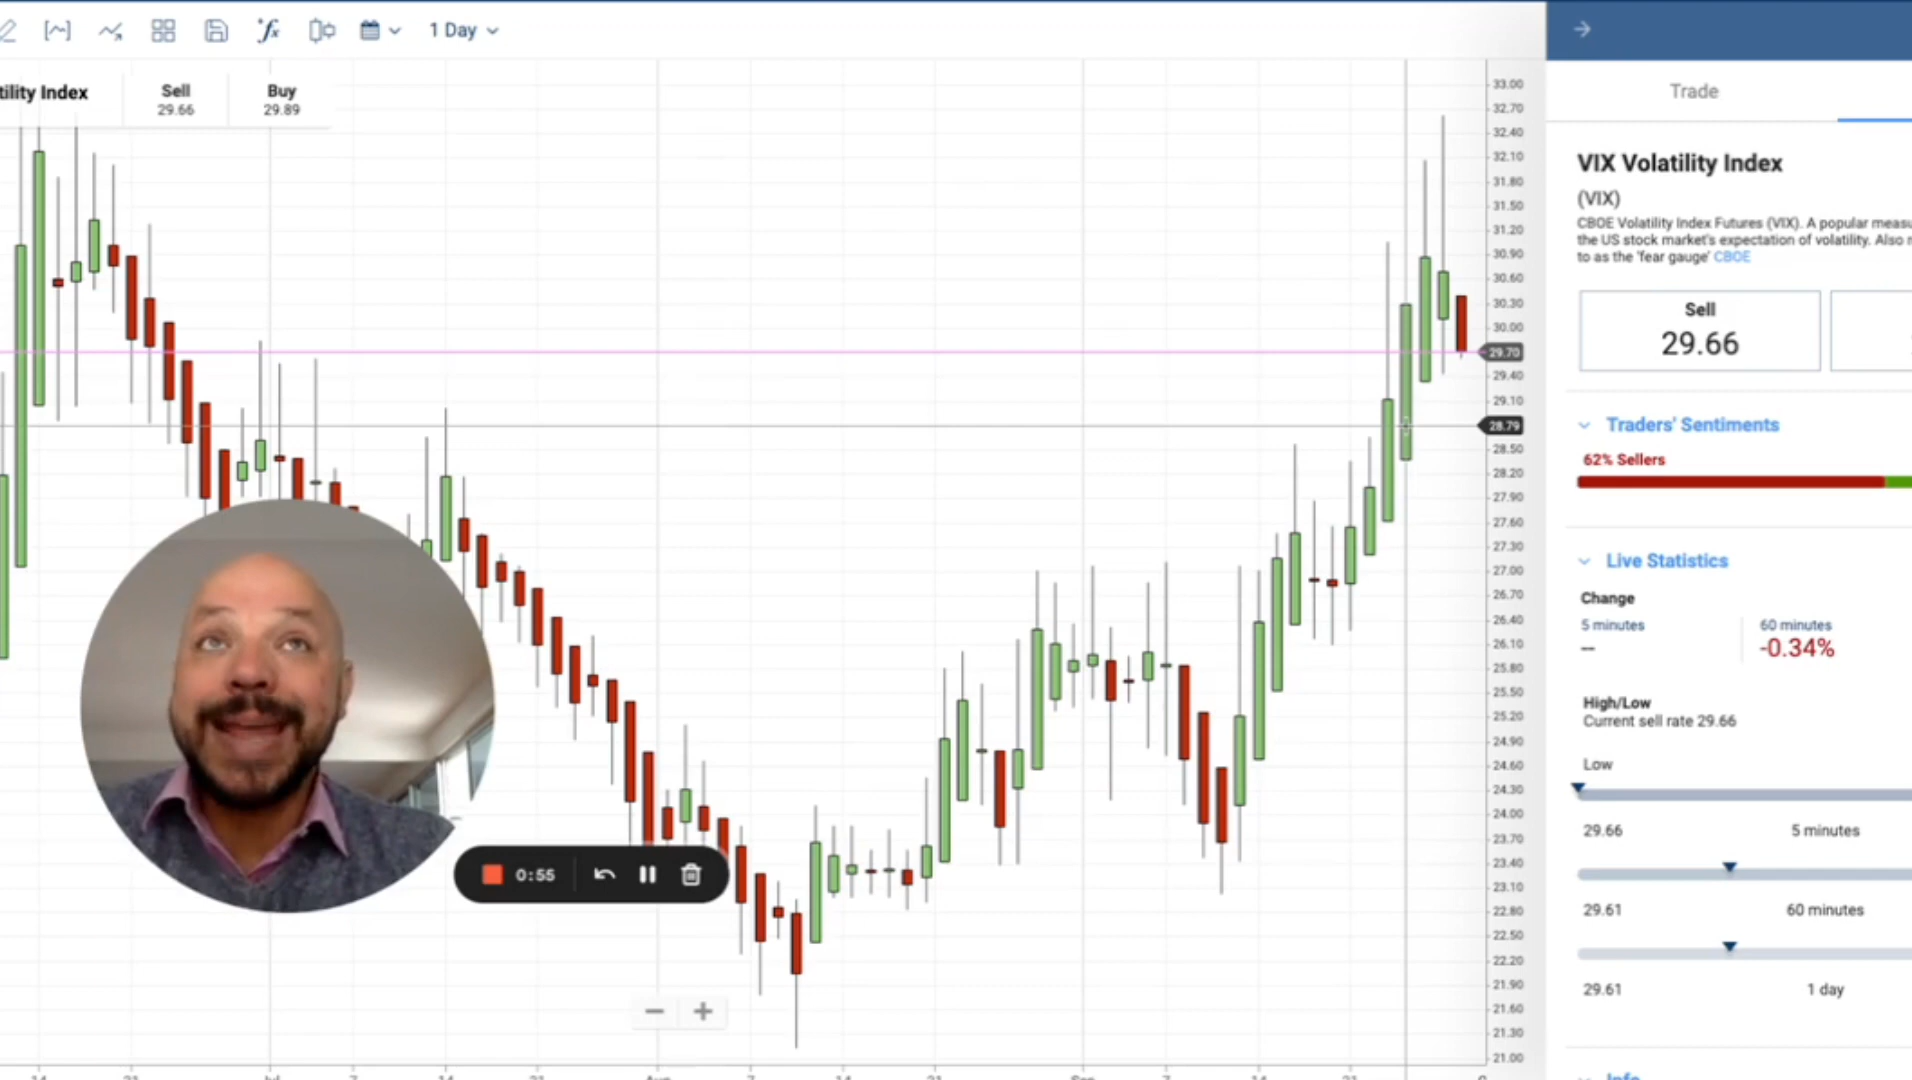 1 Day
tility Index
Sell
29.66
Buy
29.89
33.00
32.70
32.40
32.10
31.80
31.50
31.20
30.90
30.60
30.30
30.00
29.70
29.40
29.10
28.79
28.50
28.20
27.90
27.60
27.30
27.00
26.70
26.40
26.10
25.80
25.50
25.20
24.90
24.60
24.30
24.00
23.70
23.40
23.10
22.80
22.50
22.20
21.90
21.60
21.30
21.00
0:55
Trade
VIX Volatility Index
(VIX)
CBOE Volatility Index Futures (VIX). A popular measu
the US stock market's expectation of volatility. Also r
to as the 'fear gauge' CBOE
Sell
29.66
Traders' Sentiments
62% Sellers
Live Statistics
Change
5 minutes
--
60 minutes
-0.34%
High/Low
Current sell rate 29.66
Low
29.66 5 minutes
29.61 60 minutes
29.61 1 day